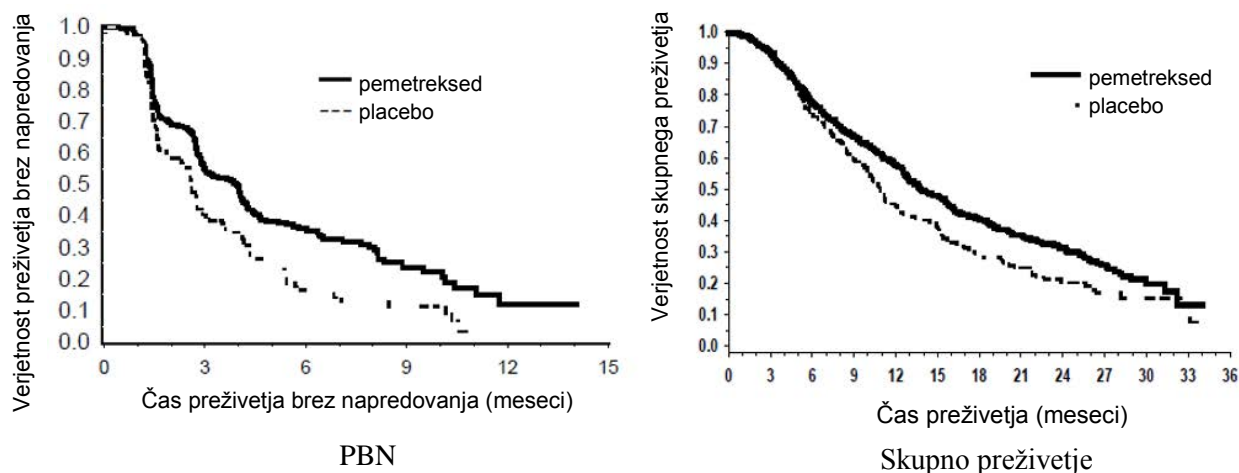 Verjetnost preživetja brez napredovanja
1.0
0.9
0.8
0.7
0.6
0.5
0.4
0.3
0.2
0.1
0.0
pemetreksed
placebo
0 3 6 9 12 15
Čas preživetja brez napredovanja (meseci)
PBN
Verjetnost skupnega preživetja
1.0
0.9
0.8
0.7
0.6
0.5
0.4
0.3
0.2
0.1
0.0
pemetreksed
placebo
0 3 6 9 12 15 18 21 24 27 30 33 36
Čas preživetja (meseci)
Skupno preživetje